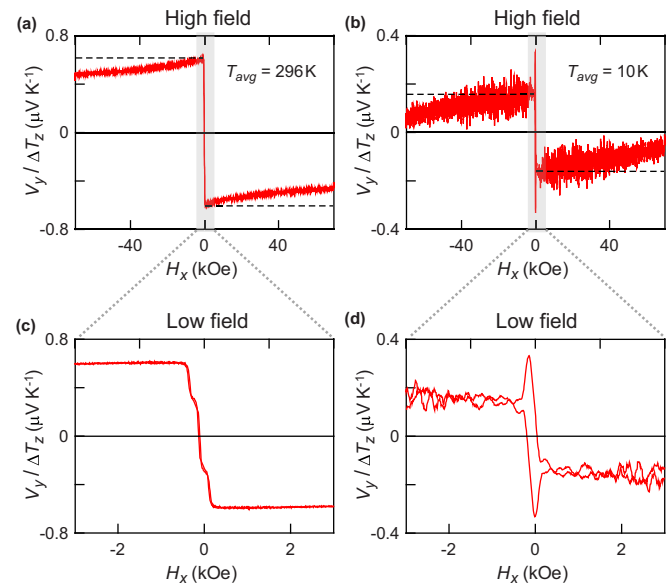 (a) High field
0.8
0
-0.8
V_y / ΔT_z (µV K⁻¹)
T_avg = 296 K
-40 0 40
H_x (kOe)
(b) High field
0.4
0
-0.4
V_y / ΔT_z (µV K⁻¹)
T_avg = 10 K
-40 0 40
H_x (kOe)
(c) Low field
0.8
0
-0.8
V_y / ΔT_z (µV K⁻¹)
-2 0 2
H_x (kOe)
(d) Low field
0.4
0
-0.4
V_y / ΔT_z (µV K⁻¹)
-2 0 2
H_x (kOe)